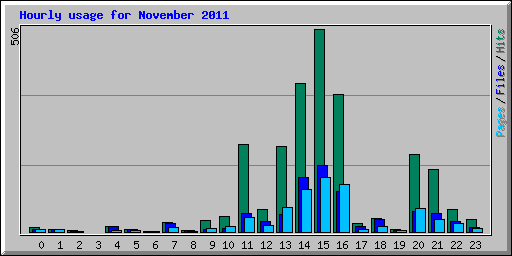 Hourly usage for November 2011
506
Pages/Files/Hits
0 1 2 3 4 5 6 7 8 9 10 11 12 13 14 15 16 17 18 19 20 21 22 23